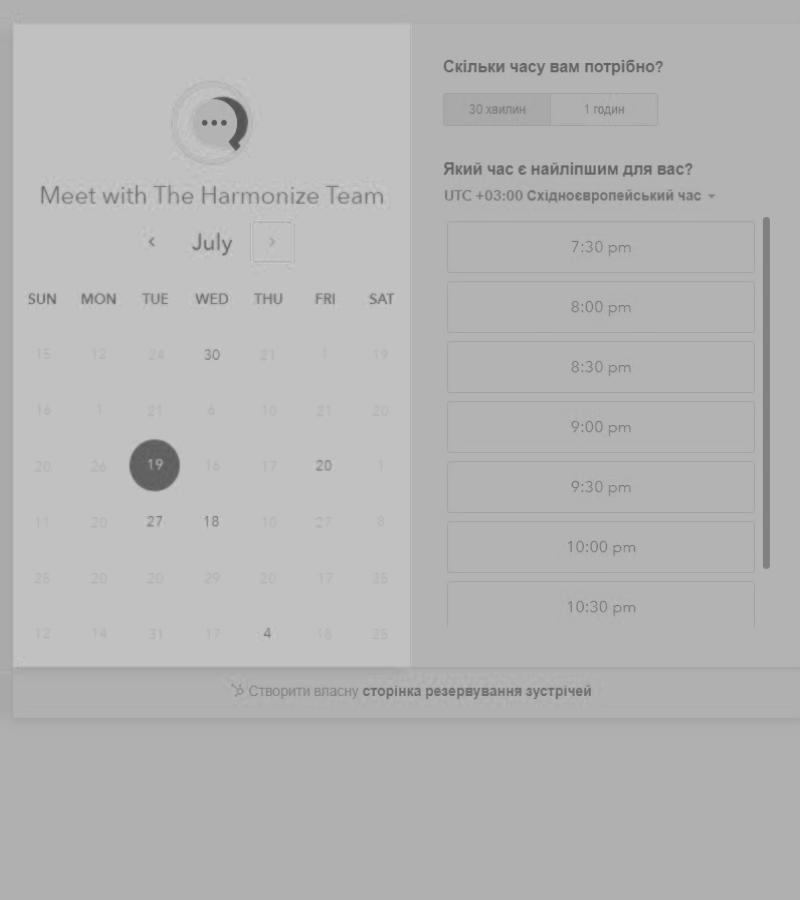 Meet with The Harmonize Team
July
SUN MON TUE WED THU FRI SAT
15 12 24 30 21 1 19
16 1 21 6 10 21 20
20 26 19 16 17 20 1
11 20 27 18 10 27 8
25 20 20 29 20 17 25
12 14 31 17 4 18 25
Скільки часу вам потрібно?
30 хвилин 1 годин
Який час є найліпшим для вас?
UTC +03:00 Східноєвропейський час
7:30 pm
8:00 pm
8:30 pm
9:00 pm
9:30 pm
10:00 pm
10:30 pm
Створити власну сторінка резервування зустрічей